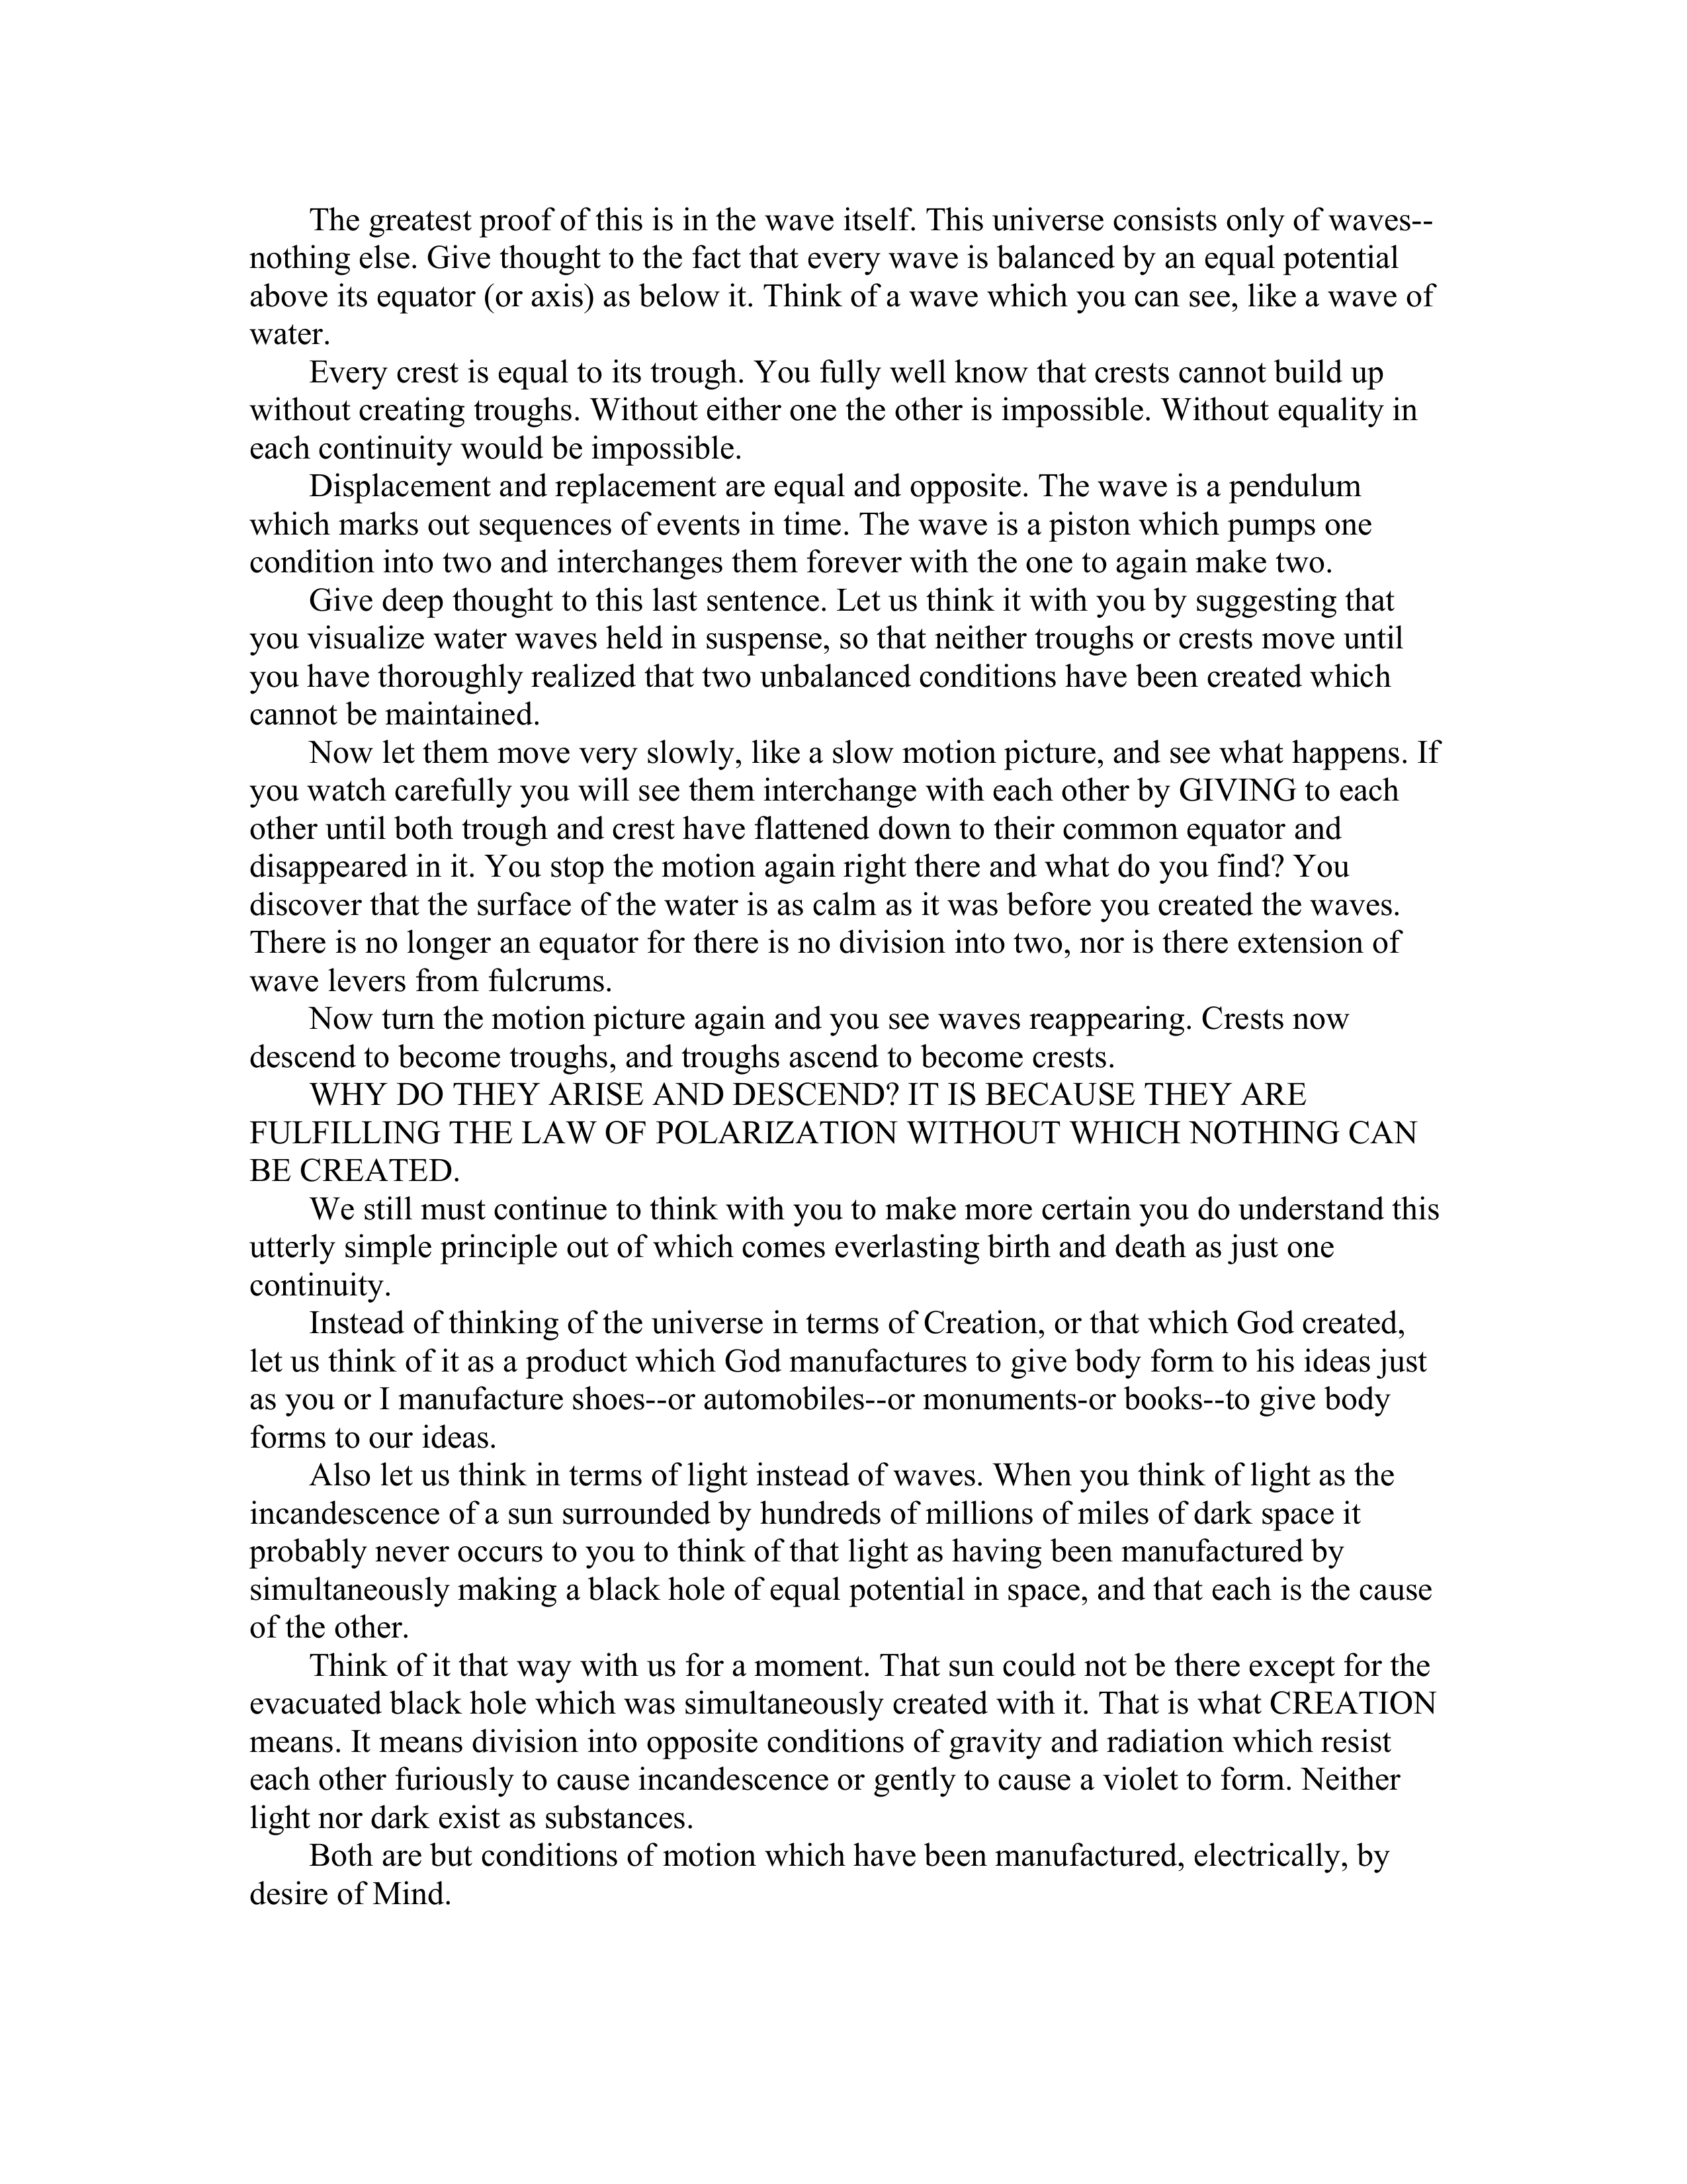 The greatest proof of this is in the wave itself. This universe consists only of waves--
nothing else. Give thought to the fact that every wave is balanced by an equal potential
above its equator (or axis) as below it. Think of a wave which you can see, like a wave of
water.
Every crest is equal to its trough. You fully well know that crests cannot build up
without creating troughs. Without either one the other is impossible. Without equality in
each continuity would be impossible.
Displacement and replacement are equal and opposite. The wave is a pendulum
which marks out sequences of events in time. The wave is a piston which pumps one
condition into two and interchanges them forever with the one to again make two.
Give deep thought to this last sentence. Let us think it with you by suggesting that
you visualize water waves held in suspense, so that neither troughs or crests move until
you have thoroughly realized that two unbalanced conditions have been created which
cannot be maintained.
Now let them move very slowly, like a slow motion picture, and see what happens. If
you watch carefully you will see them interchange with each other by GIVING to each
other until both trough and crest have flattened down to their common equator and
disappeared in it. You stop the motion again right there and what do you find? You
discover that the surface of the water is as calm as it was before you created the waves.
There is no longer an equator for there is no division into two, nor is there extension of
wave levers from fulcrums.
Now turn the motion picture again and you see waves reappearing. Crests now
descend to become troughs, and troughs ascend to become crests.
WHY DO THEY ARISE AND DESCEND? IT IS BECAUSE THEY ARE
FULFILLING THE LAW OF POLARIZATION WITHOUT WHICH NOTHING CAN
BE CREATED.
We still must continue to think with you to make more certain you do understand this
utterly simple principle out of which comes everlasting birth and death as just one
continuity.
Instead of thinking of the universe in terms of Creation, or that which God created,
let us think of it as a product which God manufactures to give body form to his ideas just
as you or I manufacture shoes--or automobiles--or monuments-or books--to give body
forms to our ideas.
Also let us think in terms of light instead of waves. When you think of light as the
incandescence of a sun surrounded by hundreds of millions of miles of dark space it
probably never occurs to you to think of that light as having been manufactured by
simultaneously making a black hole of equal potential in space, and that each is the cause
of the other.
Think of it that way with us for a moment. That sun could not be there except for the
evacuated black hole which was simultaneously created with it. That is what CREATION
means. It means division into opposite conditions of gravity and radiation which resist
each other furiously to cause incandescence or gently to cause a violet to form. Neither
light nor dark exist as substances.
Both are but conditions of motion which have been manufactured, electrically, by
desire of Mind.